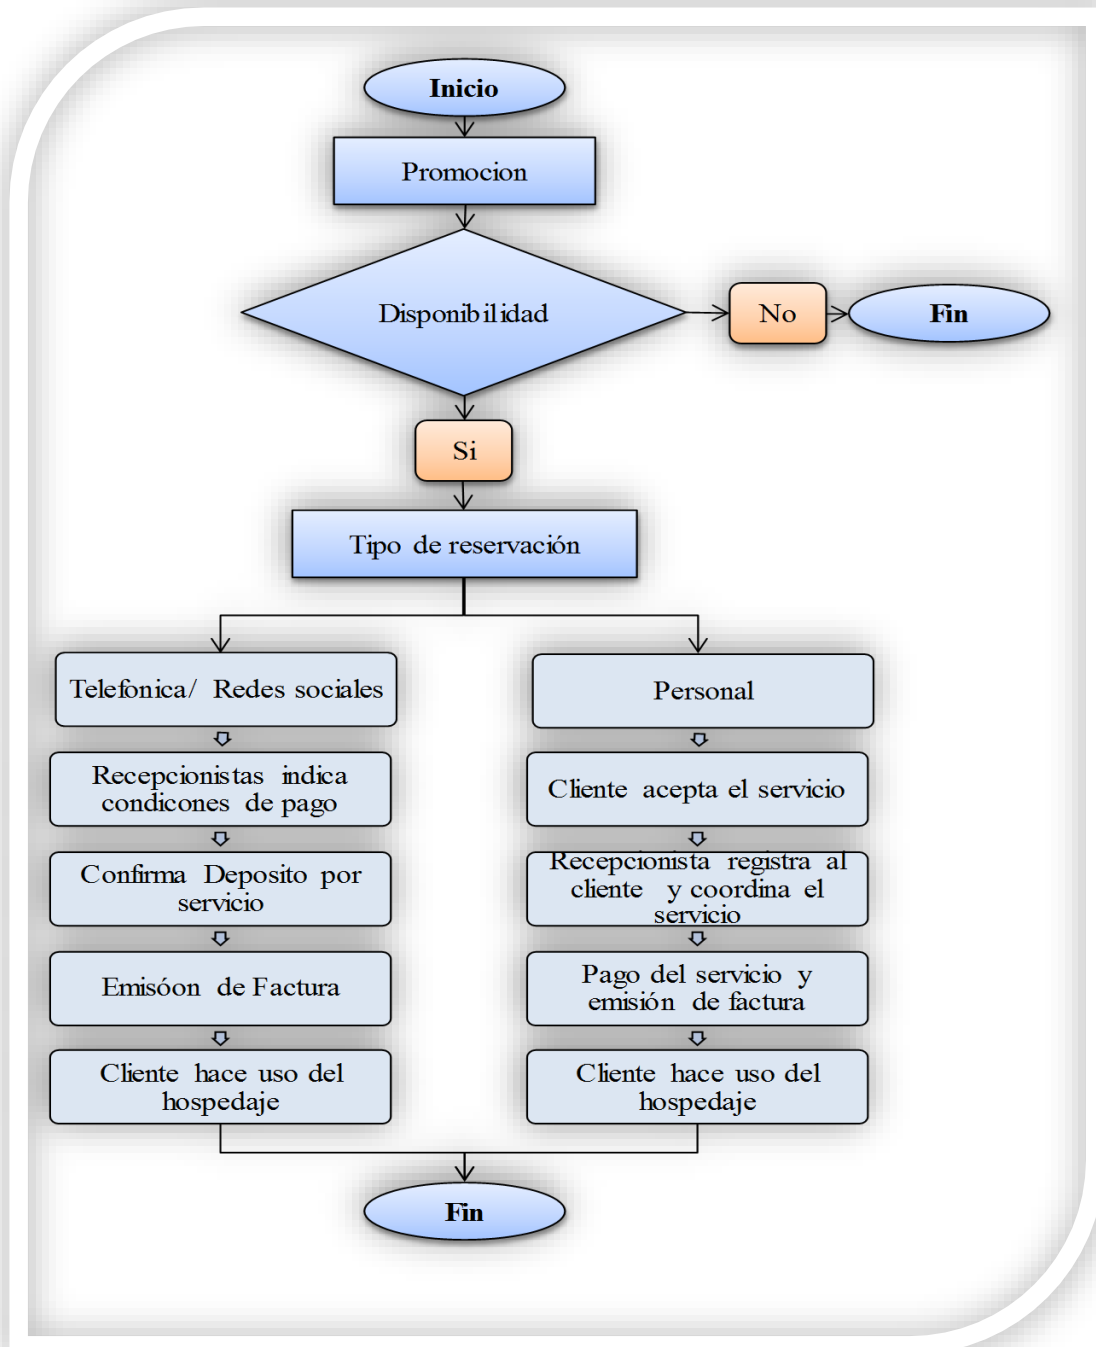 Inicio
Promocion
Disponibilidad
No
Fin
Si
Tipo de reservación
Telefonica/ Redes sociales
Recepcionistas indica
condicones de pago
Confirma Deposito por
servicio
Emisóon de Factura
Cliente hace uso del
hospedaje
Personal
Cliente acepta el servicio
Recepcionista registra al
cliente y coordina el
servicio
Pago del servicio y
emisión de factura
Cliente hace uso del
hospedaje
Fin